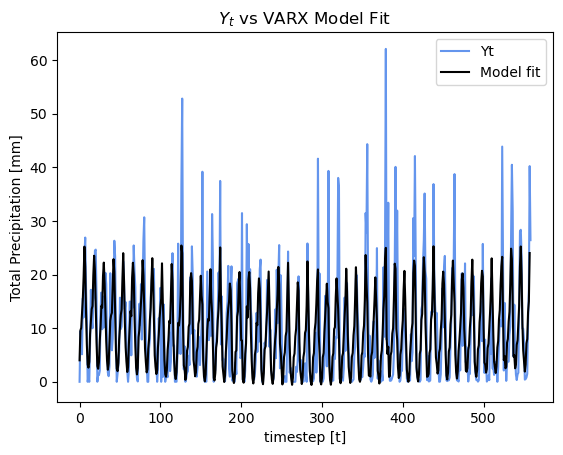 Y_t vs VARX Model Fit
Yt
Model fit
Total Precipitation [mm]
60
50
40
30
20
10
0
0 100 200 300 400 500
timestep [t]